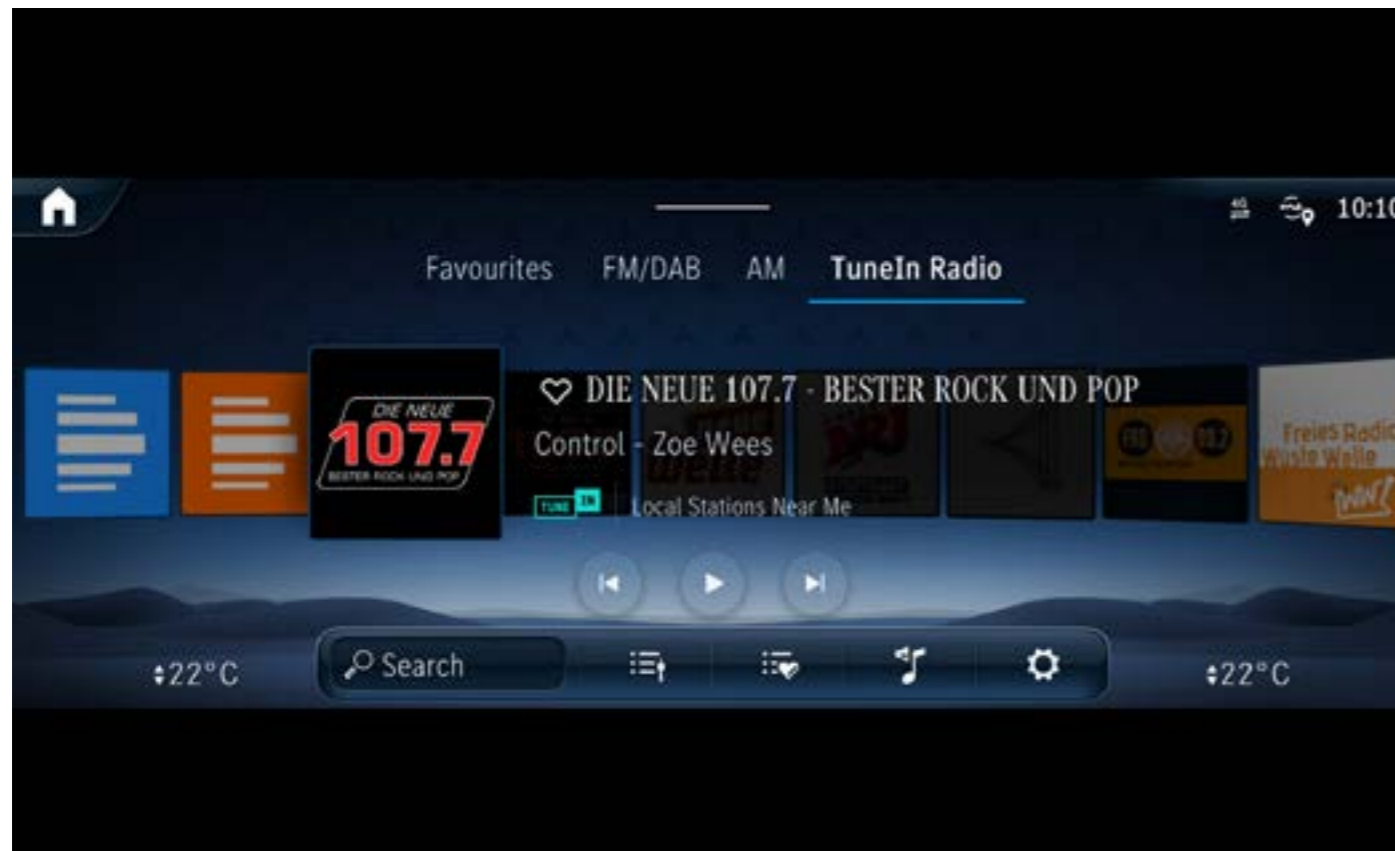 10:10
Favourites FM/DAB AM TuneIn Radio
DIE NEUE
107.7
BESTER ROCK UND POP
DIE NEUE 107.7 - BESTER ROCK UND POP
Control - Zoe Wees
TUNE IN
Local Stations Near Me
Welle
NRJ
Freies Radio
Wüste Welle
22°C
Search
22°C